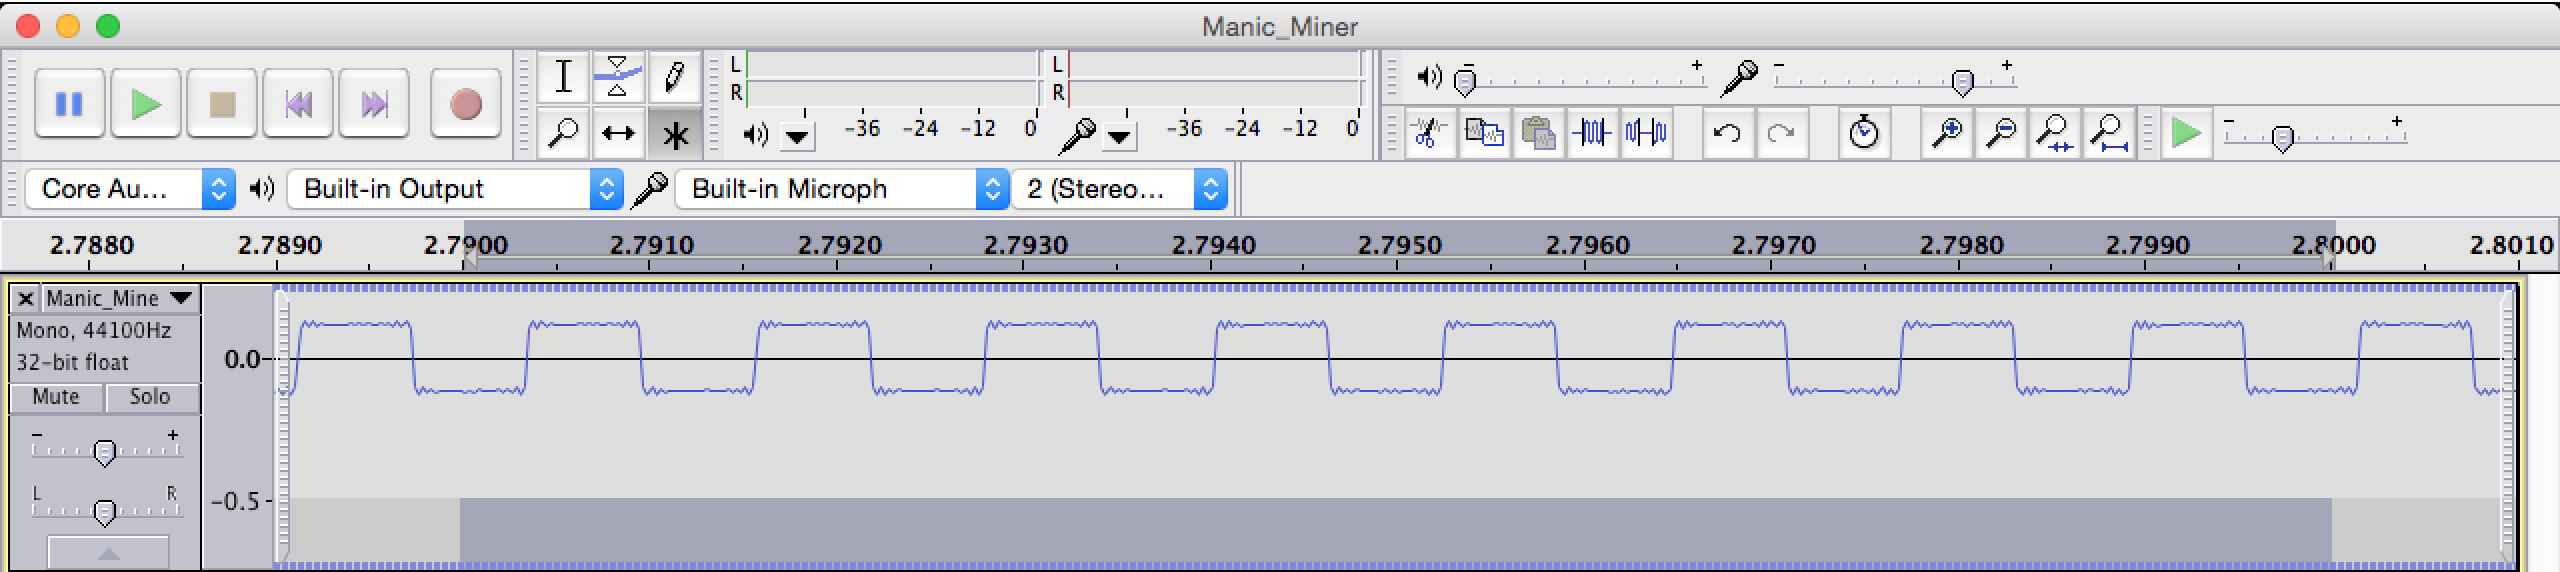 Manic_Miner
L
R
-36 -24 -12 0
L
R
-36 -24 -12 0
- +
- +
- +
Core Au... Built-in Output Built-in Microph 2 (Stereo...
2.7880 2.7890 2.7900 2.7910 2.7920 2.7930 2.7940 2.7950 2.7960 2.7970 2.7980 2.7990 2.8000 2.8010
Manic_Mine
Mono, 44100Hz
32-bit float
Mute Solo
- +
L R
0.0
-0.5